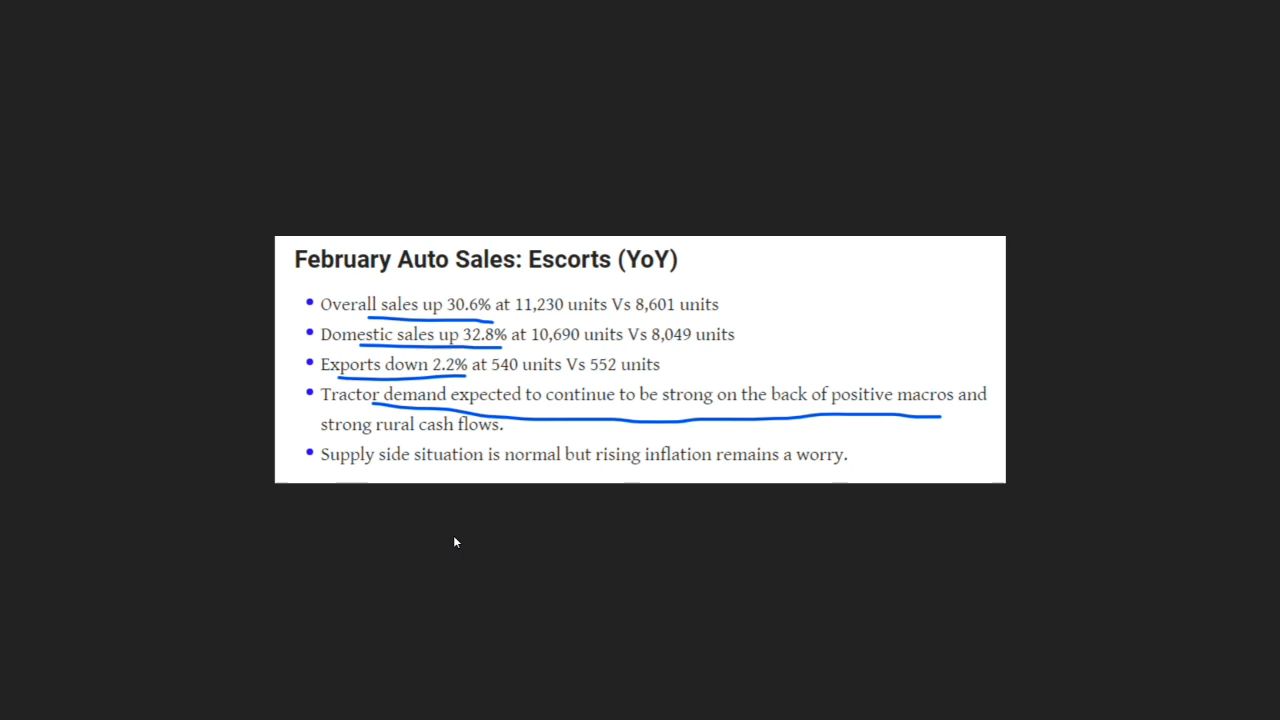 February Auto Sales: Escorts (YoY)
Overall sales up 30.6% at 11,230 units Vs 8,601 units
Domestic sales up 32.8% at 10,690 units Vs 8,049 units
Exports down 2.2% at 540 units Vs 552 units
Tractor demand expected to continue to be strong on the back of positive macros and
strong rural cash flows.
Supply side situation is normal but rising inflation remains a worry.